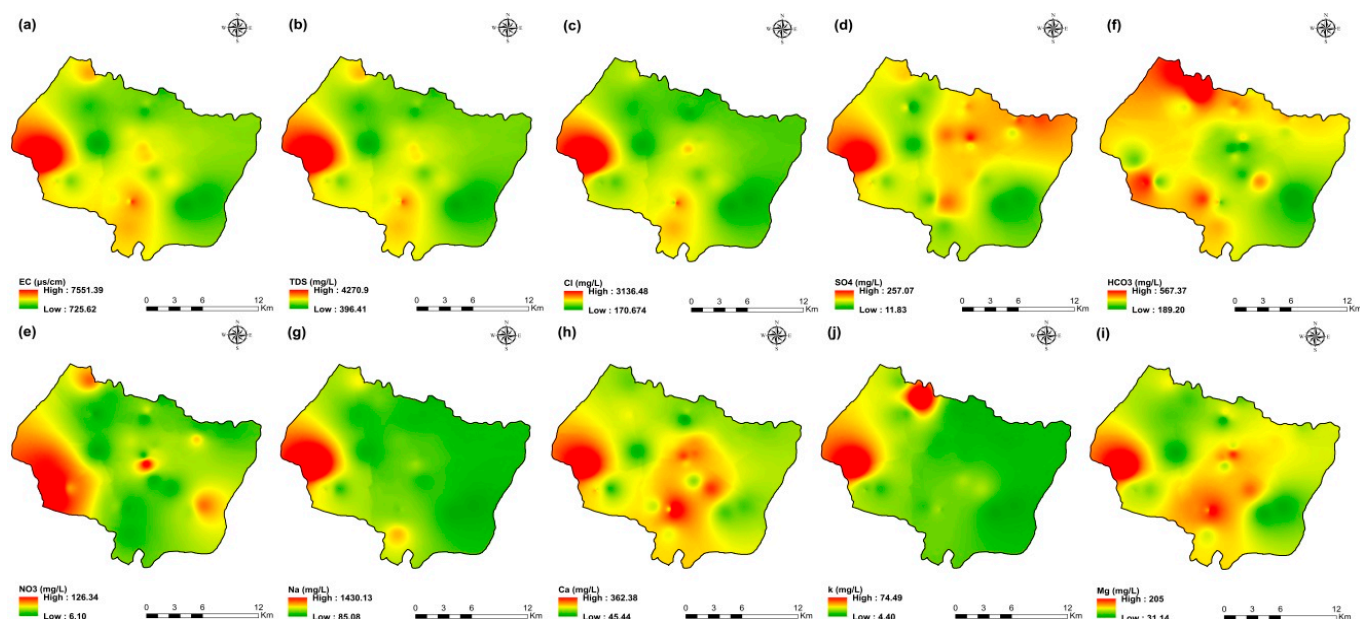 (a)
N
W E
S
EC (µs/cm)
High : 7551.39
Low : 725.62
0 3 6 12
Km
(b)
N
W E
S
TDS (mg/L)
High : 4270.9
Low : 396.41
0 3 6 12
Km
(c)
N
W E
S
Cl (mg/L)
High : 3136.48
Low : 170.674
0 3 6 12
Km
(d)
N
W E
S
SO4 (mg/L)
High : 257.07
Low : 11.83
0 3 6 12
Km
(f)
N
W E
S
HCO3 (mg/L)
High : 567.37
Low : 189.20
0 3 6 12
Km
(e)
N
W E
S
NO3 (mg/L)
High : 126.34
Low : 6.10
0 3 6 12
Km
(g)
N
W E
S
Na (mg/L)
High : 1430.13
Low : 85.08
0 3 6 12
Km
(h)
N
W E
S
Ca (mg/L)
High : 362.38
Low : 45.44
0 3 6 12
Km
(j)
N
W E
S
k (mg/L)
High : 74.49
Low : 4.40
0 3 6 12
Km
(i)
N
W E
S
Mg (mg/L)
High : 205
Low : 31.14
0 3 6 12
Km